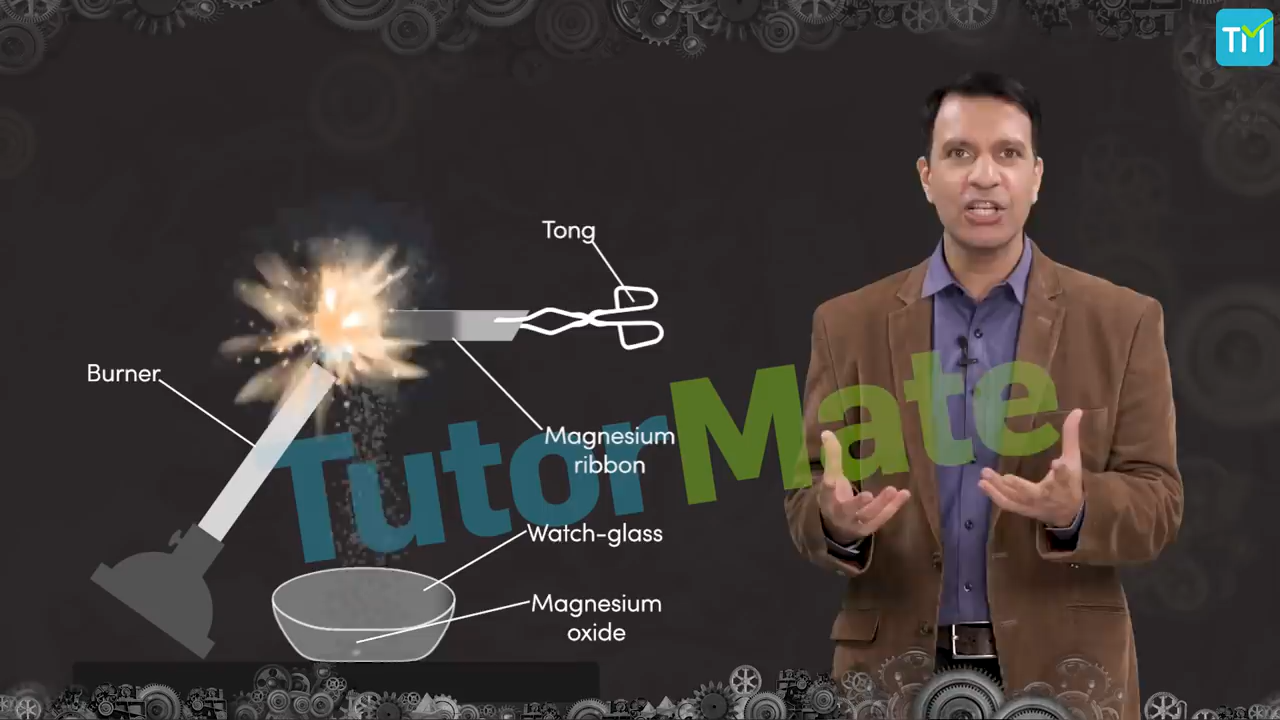 TM
Tong
Burner
Magnesium
ribbon
TutorMate
Watch-glass
Magnesium
oxide